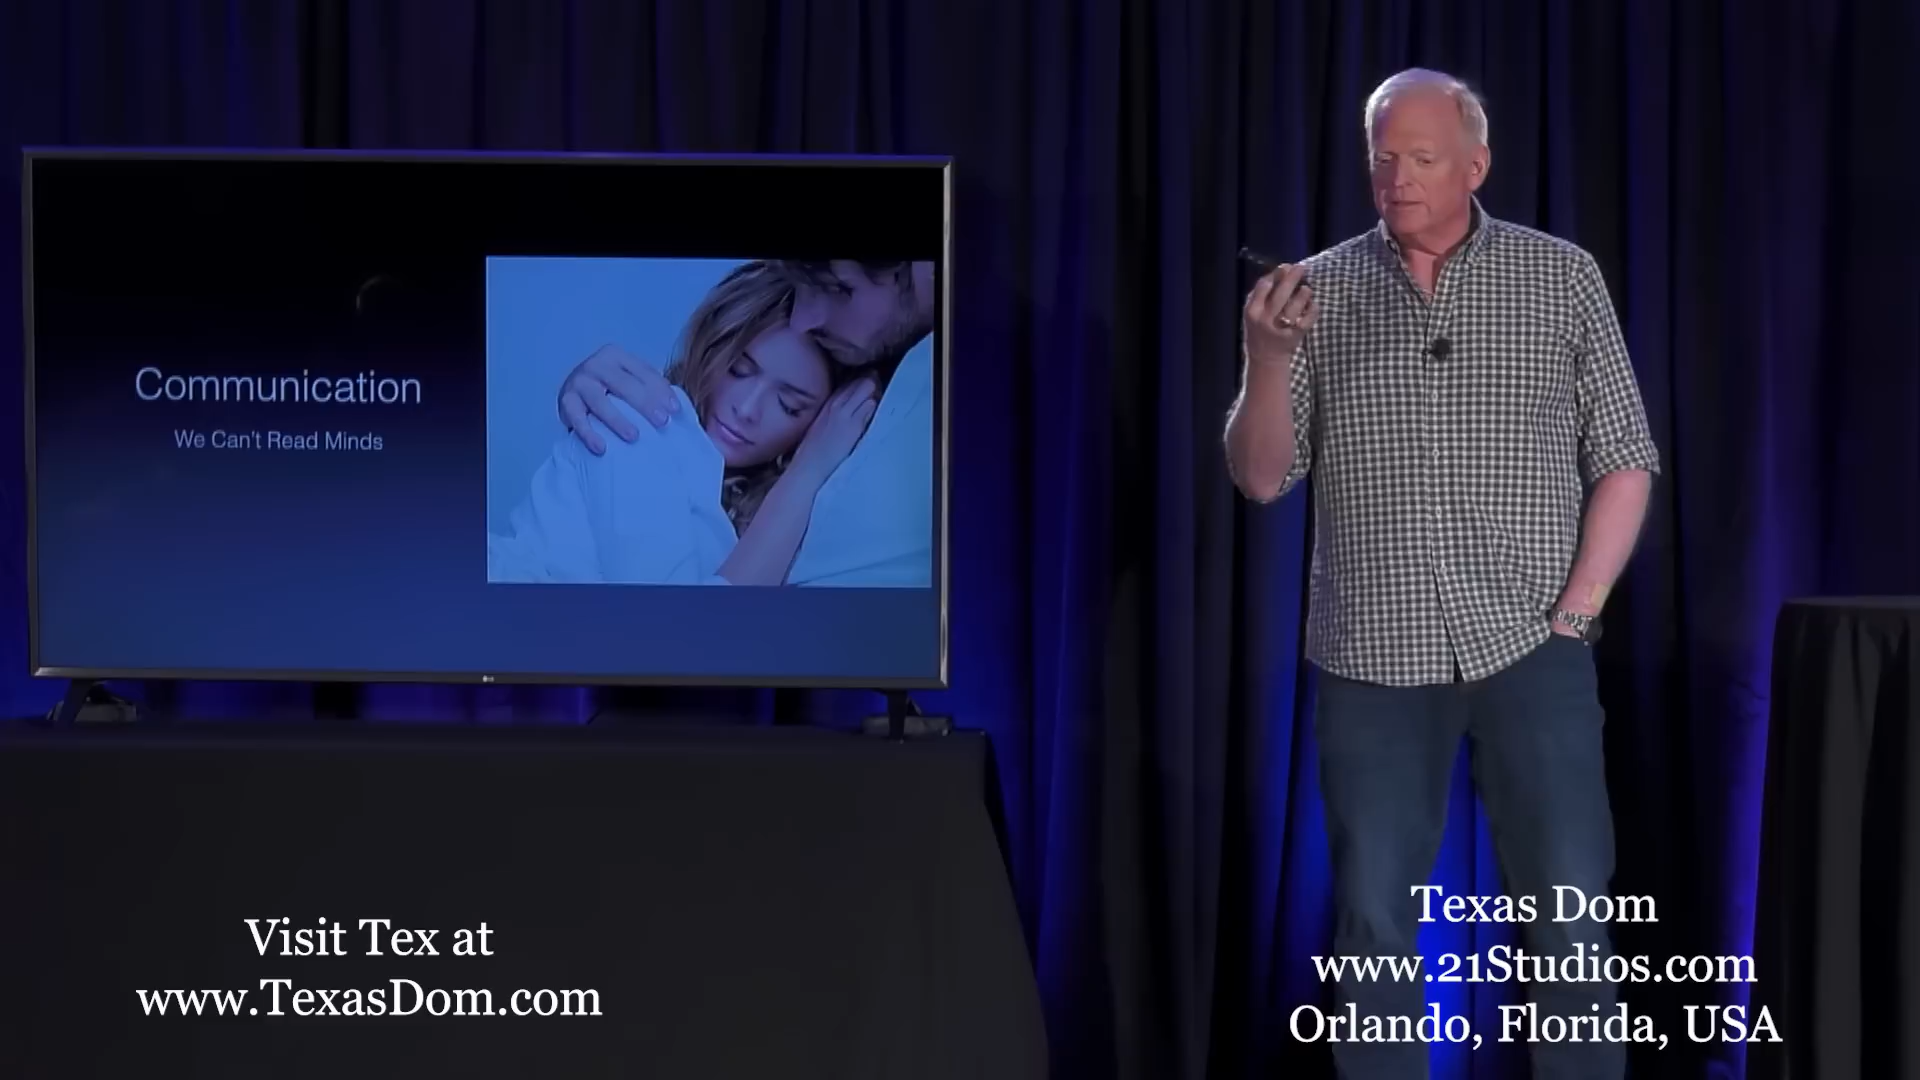 Communication
We Can't Read Minds
Visit Tex at
www.TexasDom.com
Texas Dom
www.21Studios.com
Orlando, Florida, USA
LG